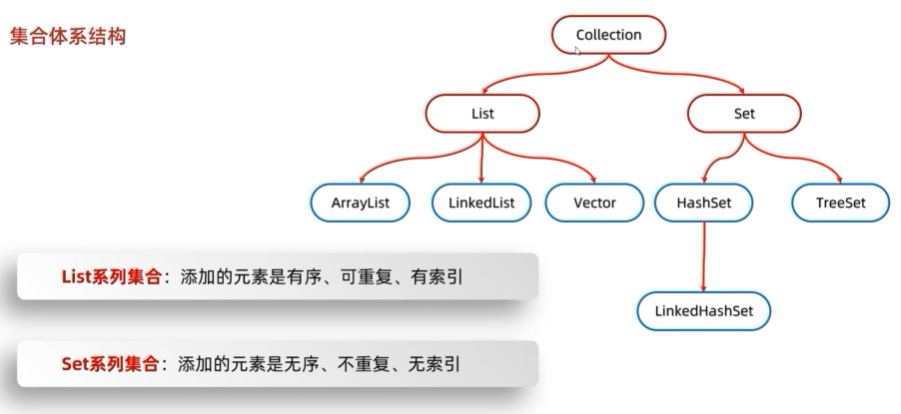 集合体系结构
Collection
List
Set
ArrayList
LinkedList
Vector
HashSet
TreeSet
List系列集合：添加的元素是有序、可重复、有索引
LinkedHashSet
Set系列集合：添加的元素是无序、不重复、无索引